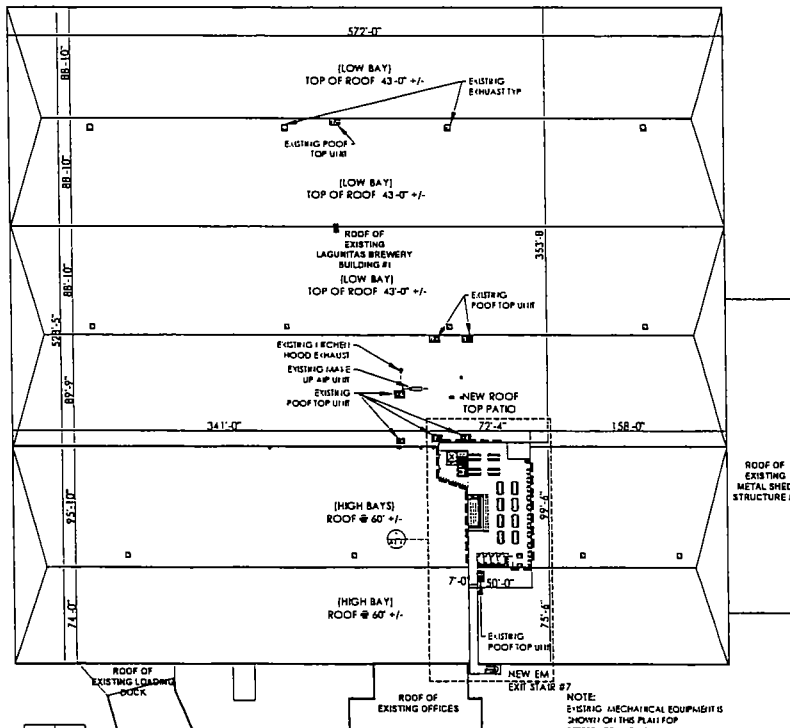 572'-0"
88'-10"
(LOW BAY)
TOP OF ROOF 43'-0" +/-
EXISTING
EXHUAST TYP
EXISTING ROOF
TOP UNIT
88'-10"
(LOW BAY)
TOP OF ROOF 43'-0" +/-
353'-8
ROOF OF
EXISTING
LAGUNITAS BREWERY
BUILDING #1
(LOW BAY)
TOP OF ROOF 43'-0" +/-
88'-10"
528'-5"
EXISTING
ROOF TOP UNIT
EXISTING KITCHEN
HOOD EXHAUST
EXISTING MAKE
UP AIR UNIT
EXISTING
ROOF TOP UNIT
89'-9"
NEW ROOF
TOP PATIO
341'-0"
72'-4"
158'-0"
ROOF OF
EXISTING
METAL SHED
STRUCTURE
95'-10"
(HIGH BAYS)
ROOF @ 60' +/-
99'-6"
7'-0"
50'-0"
74'-0"
(HIGH BAY)
ROOF @ 60' +/-
75'-6"
EXISTING
ROOF TOP UNIT
ROOF OF
EXISTING LOADING
DOCK
ROOF OF
EXISTING OFFICES
NEW EM
EXIT STAIR #7
NOTE:
EXISTING MECHANICAL EQUIPMENT IS
SHOWN ON THIS PLAN FOR